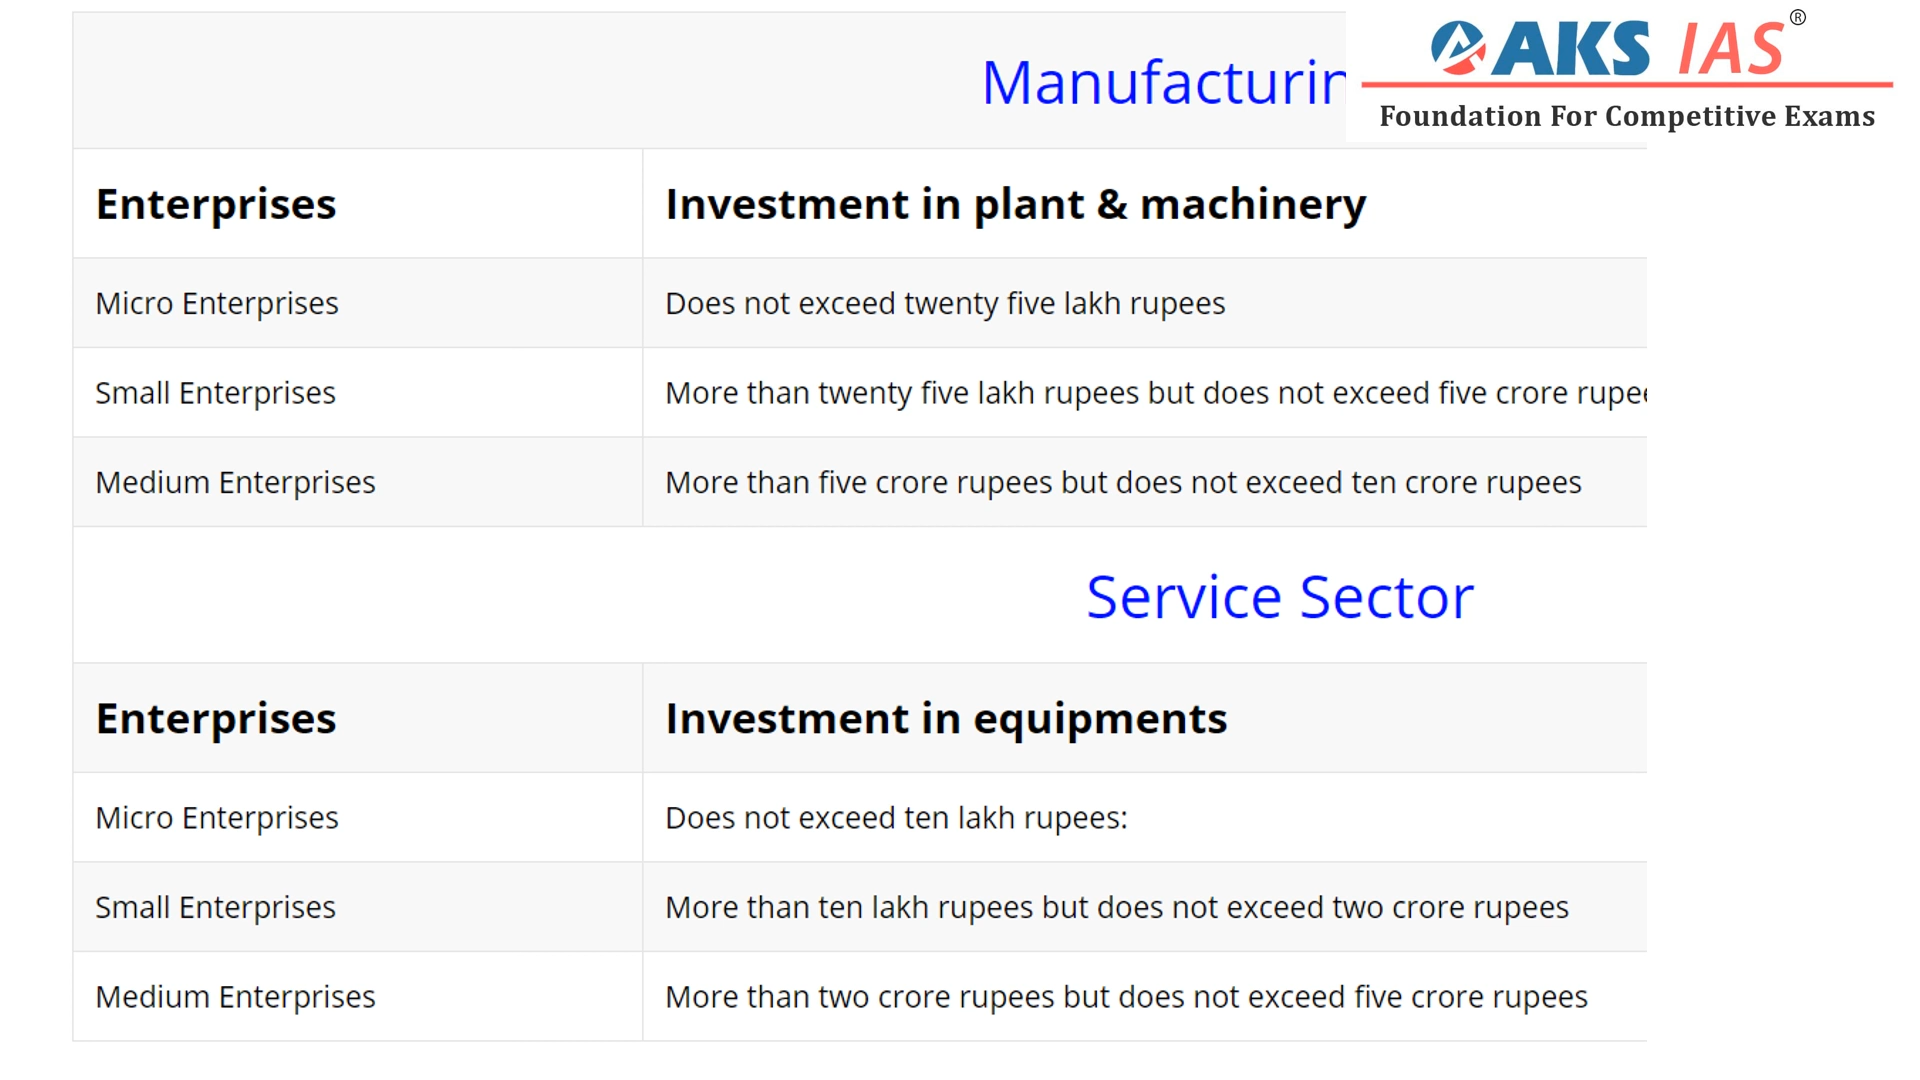 Manufacturin
AKS IAS®
Foundation For Competitive Exams
Enterprises Investment in plant & machinery
Micro Enterprises Does not exceed twenty five lakh rupees
Small Enterprises More than twenty five lakh rupees but does not exceed five crore rupee
Medium Enterprises More than five crore rupees but does not exceed ten crore rupees
Service Sector
Enterprises Investment in equipments
Micro Enterprises Does not exceed ten lakh rupees:
Small Enterprises More than ten lakh rupees but does not exceed two crore rupees
Medium Enterprises More than two crore rupees but does not exceed five crore rupees